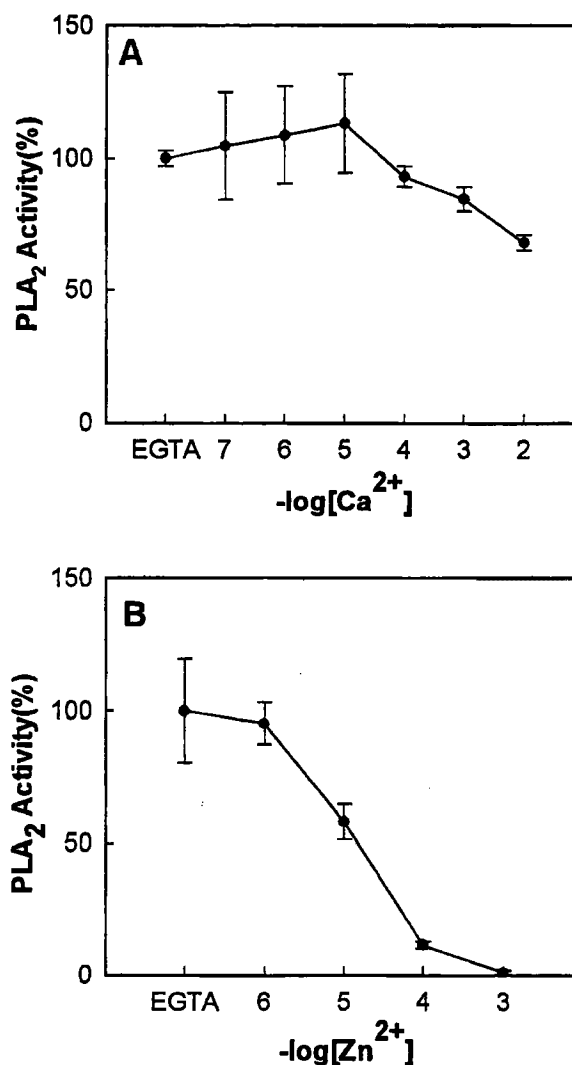 A
PLA2 Activity(%)
150
100
50
0
EGTA 7 6 5 4 3 2
-log[Ca2+]
B
PLA2 Activity(%)
150
100
50
0
EGTA 6 5 4 3
-log[Zn2+]